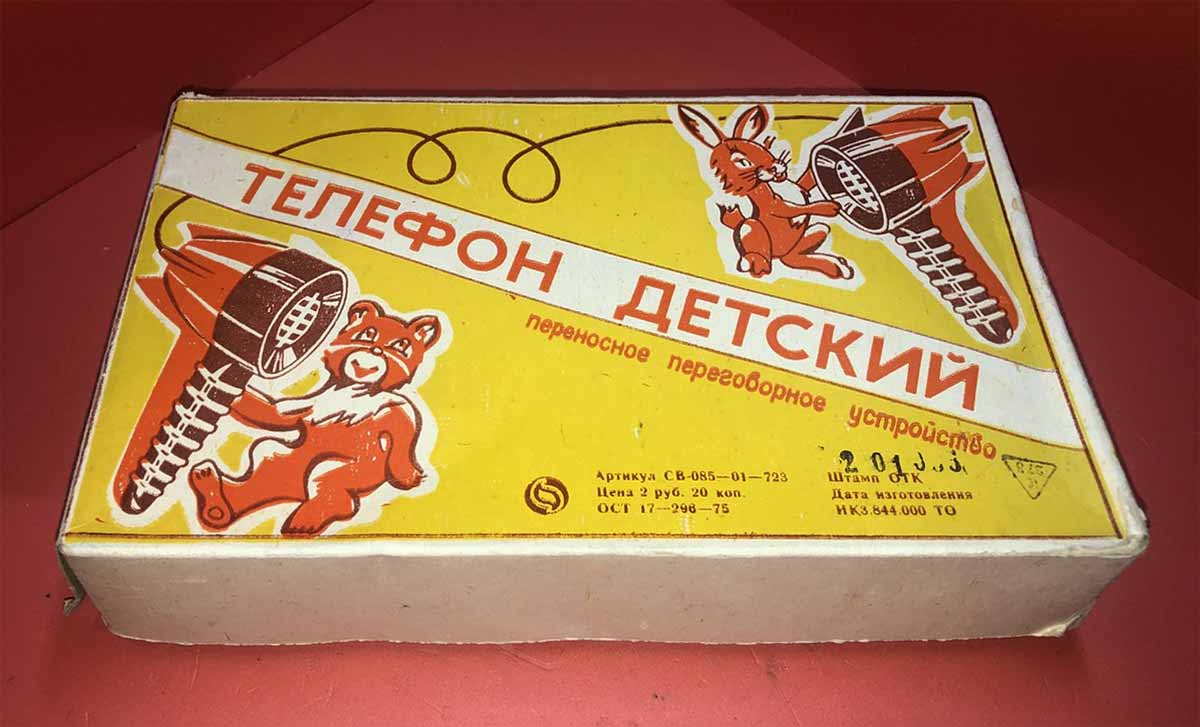 ТЕЛЕФОН ДЕТСКИЙ
переносное переговорное устройство
Артикул СВ-085—01—723
Цена 2 руб. 20 коп.
ОСТ 17—296—75
Штамп ОТК
Дата изготовления
ИК3.844.000 ТО